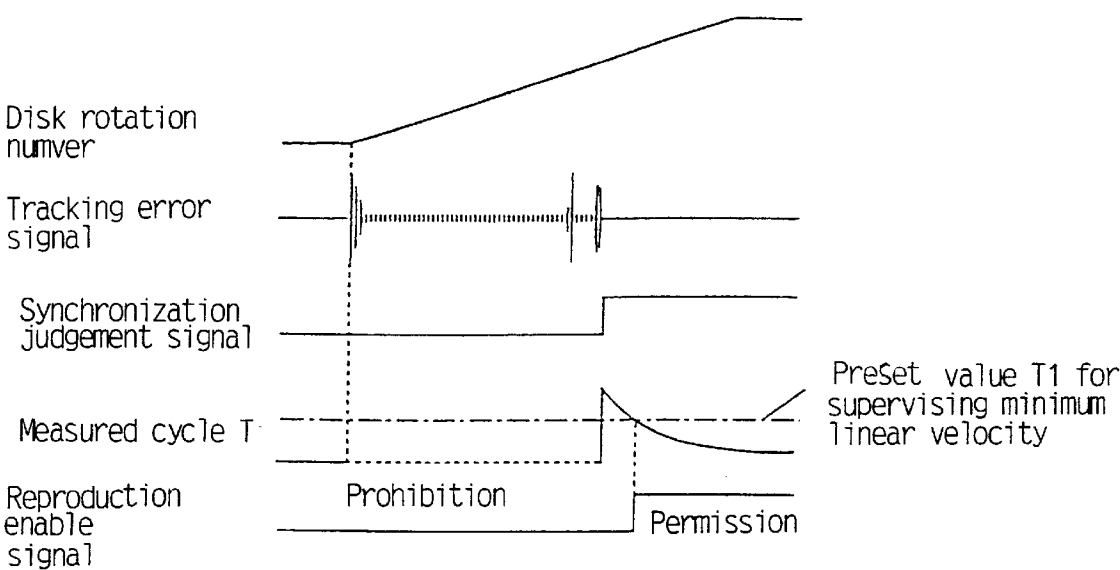 Disk rotation
numver
Tracking error
signal
Synchronization
judgement signal
PreSet value T1 for
supervising minimum
linear velocity
Measured cycle T
Reproduction
enable
signal
Prohibition
Permission